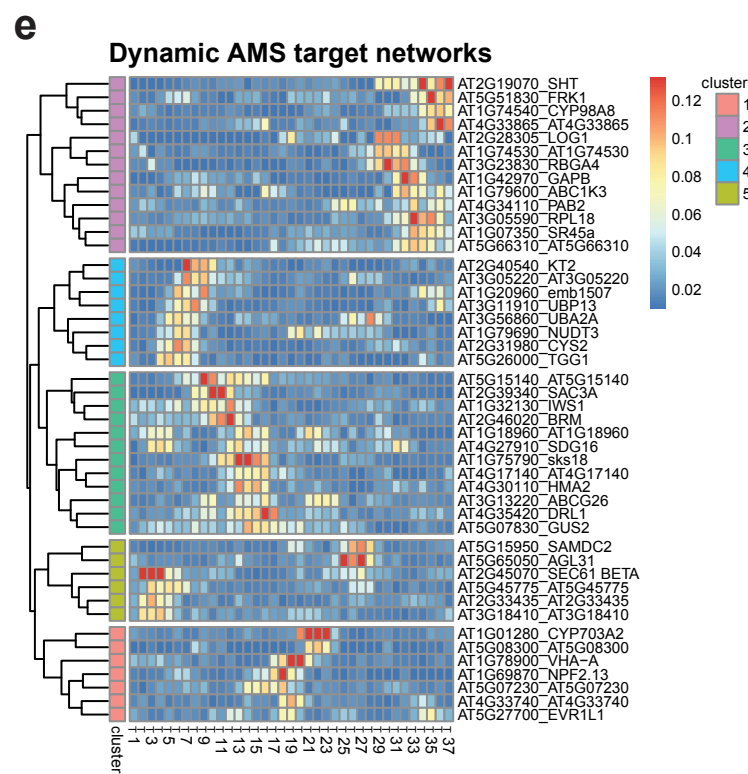 e
Dynamic AMS target networks
AT2G19070_SHT
AT5G51830_FRK1
AT1G74540_CYP98A8
AT4G33865_AT4G33865
AT2G28305_LOG1
AT1G74530_AT1G74530
AT3G23830_RBGA4
AT1G42970_GAPB
AT1G79600_ABC1K3
AT4G34110_PAB2
AT3G05590_RPL18
AT1G07350_SR45a
AT5G66310_AT5G66310
AT2G40540_KT2
AT3G05220_AT3G05220
AT1G20960_emb1507
AT3G11910_UBP13
AT3G56860_UBA2A
AT1G79690_NUDT3
AT2G31980_CYS2
AT5G26000_TGG1
AT5G15140_AT5G15140
AT2G39340_SAC3A
AT1G32130_IWS1
AT2G46020_BRM
AT1G18960_AT1G18960
AT4G27910_SDG16
AT1G75790_sks18
AT4G17140_AT4G17140
AT4G30110_HMA2
AT3G13220_ABCG26
AT4G35420_DRL1
AT5G07830_GUS2
AT5G15950_SAMDC2
AT5G65050_AGL31
AT2G45070_SEC61 BETA
AT5G45775_AT5G45775
AT2G33435_AT2G33435
AT3G18410_AT3G18410
AT1G01280_CYP703A2
AT5G08300_AT5G08300
AT1G78900_VHA−A
AT1G69870_NPF2.13
AT5G07230_AT5G07230
AT4G33740_AT4G33740
AT5G27700_EVR1L1
cluster 1 3 5 7 9 11 13 15 17 19 21 23 25 27 29 31 33 35 37
0.12
0.1
0.08
0.06
0.04
0.02
cluster
1
2
3
4
5